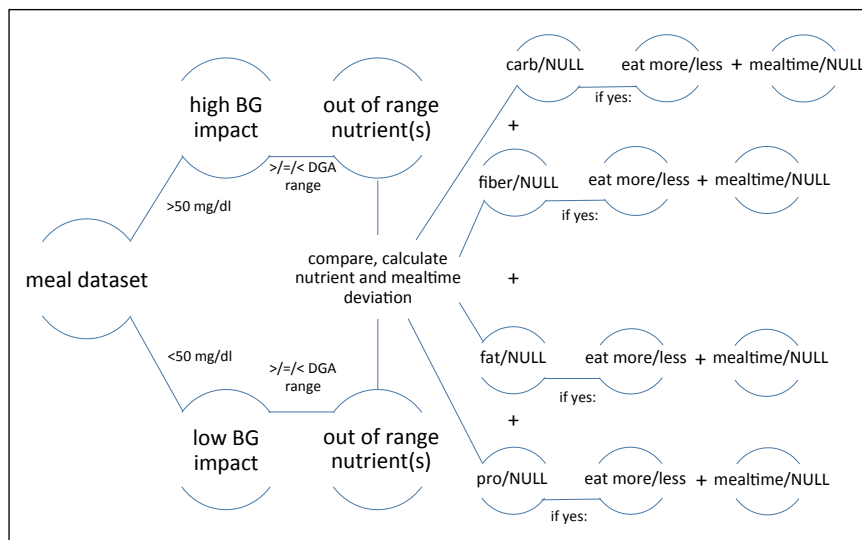 carb/NULL
eat more/less
+
mealtime/NULL
if yes:
high BG
impact
out of range
nutrient(s)
>/=/< DGA
range
+
>50 mg/dl
fiber/NULL
eat more/less
+
mealtime/NULL
if yes:
meal dataset
compare, calculate
nutrient and mealtime
deviation
+
<50 mg/dl
>/=/< DGA
range
fat/NULL
eat more/less
+
mealtime/NULL
if yes:
low BG
impact
out of range
nutrient(s)
+
pro/NULL
eat more/less
+
mealtime/NULL
if yes: